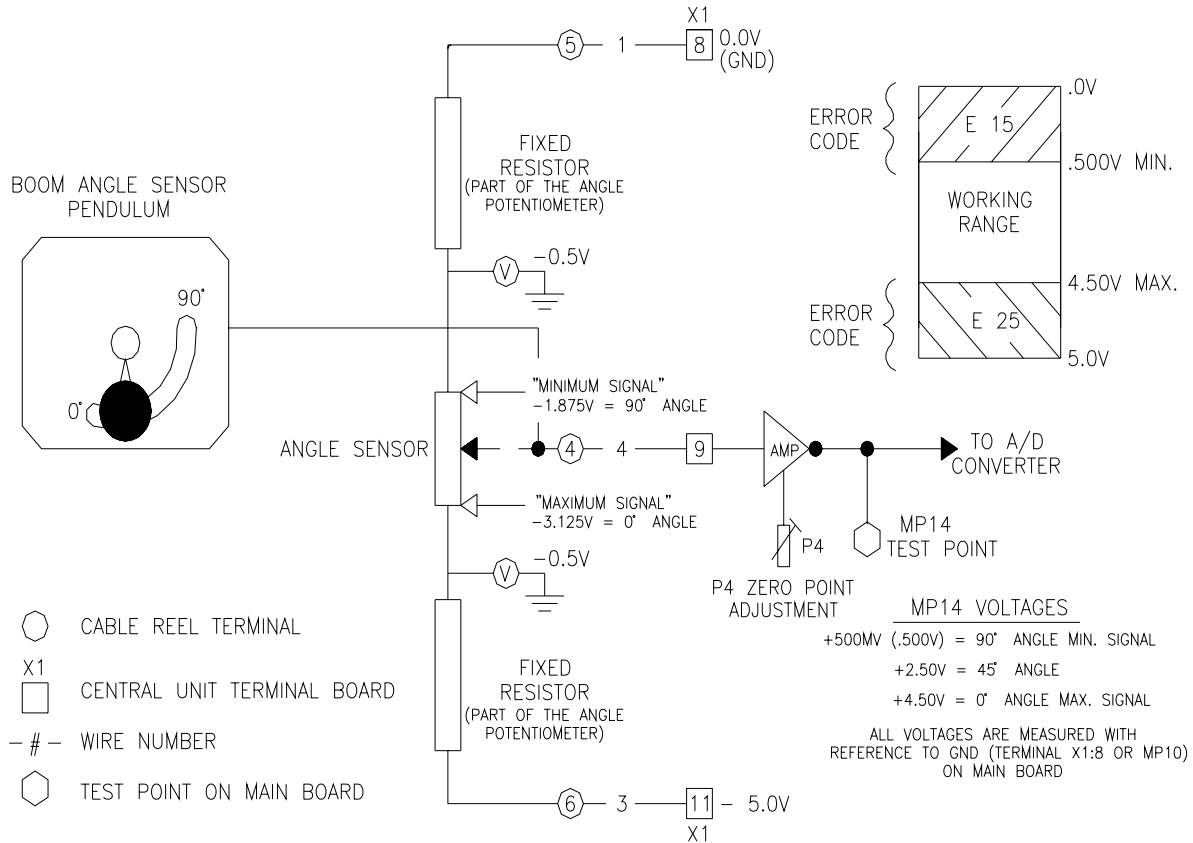 X1
5
1
8
0.0V
(GND)
ERROR
CODE
E 15
.0V
.500V MIN.
WORKING
RANGE
4.50V MAX.
ERROR
CODE
E 25
5.0V
FIXED
RESISTOR
(PART OF THE ANGLE
POTENTIOMETER)
BOOM ANGLE SENSOR
PENDULUM
90°
0°
V
-0.5V
"MINIMUM SIGNAL"
-1.875V = 90° ANGLE
ANGLE SENSOR
4
4
9
AMP
TO A/D
CONVERTER
"MAXIMUM SIGNAL"
-3.125V = 0° ANGLE
P4
MP14
TEST POINT
V
-0.5V
P4 ZERO POINT
ADJUSTMENT
MP14 VOLTAGES
+500MV (.500V) = 90° ANGLE MIN. SIGNAL
+2.50V = 45° ANGLE
+4.50V = 0° ANGLE MAX. SIGNAL
ALL VOLTAGES ARE MEASURED WITH
REFERENCE TO GND (TERMINAL X1:8 OR MP10)
ON MAIN BOARD
FIXED
RESISTOR
(PART OF THE ANGLE
POTENTIOMETER)
CABLE REEL TERMINAL
X1
CENTRAL UNIT TERMINAL BOARD
-#- WIRE NUMBER
TEST POINT ON MAIN BOARD
6
3
11
- 5.0V
X1